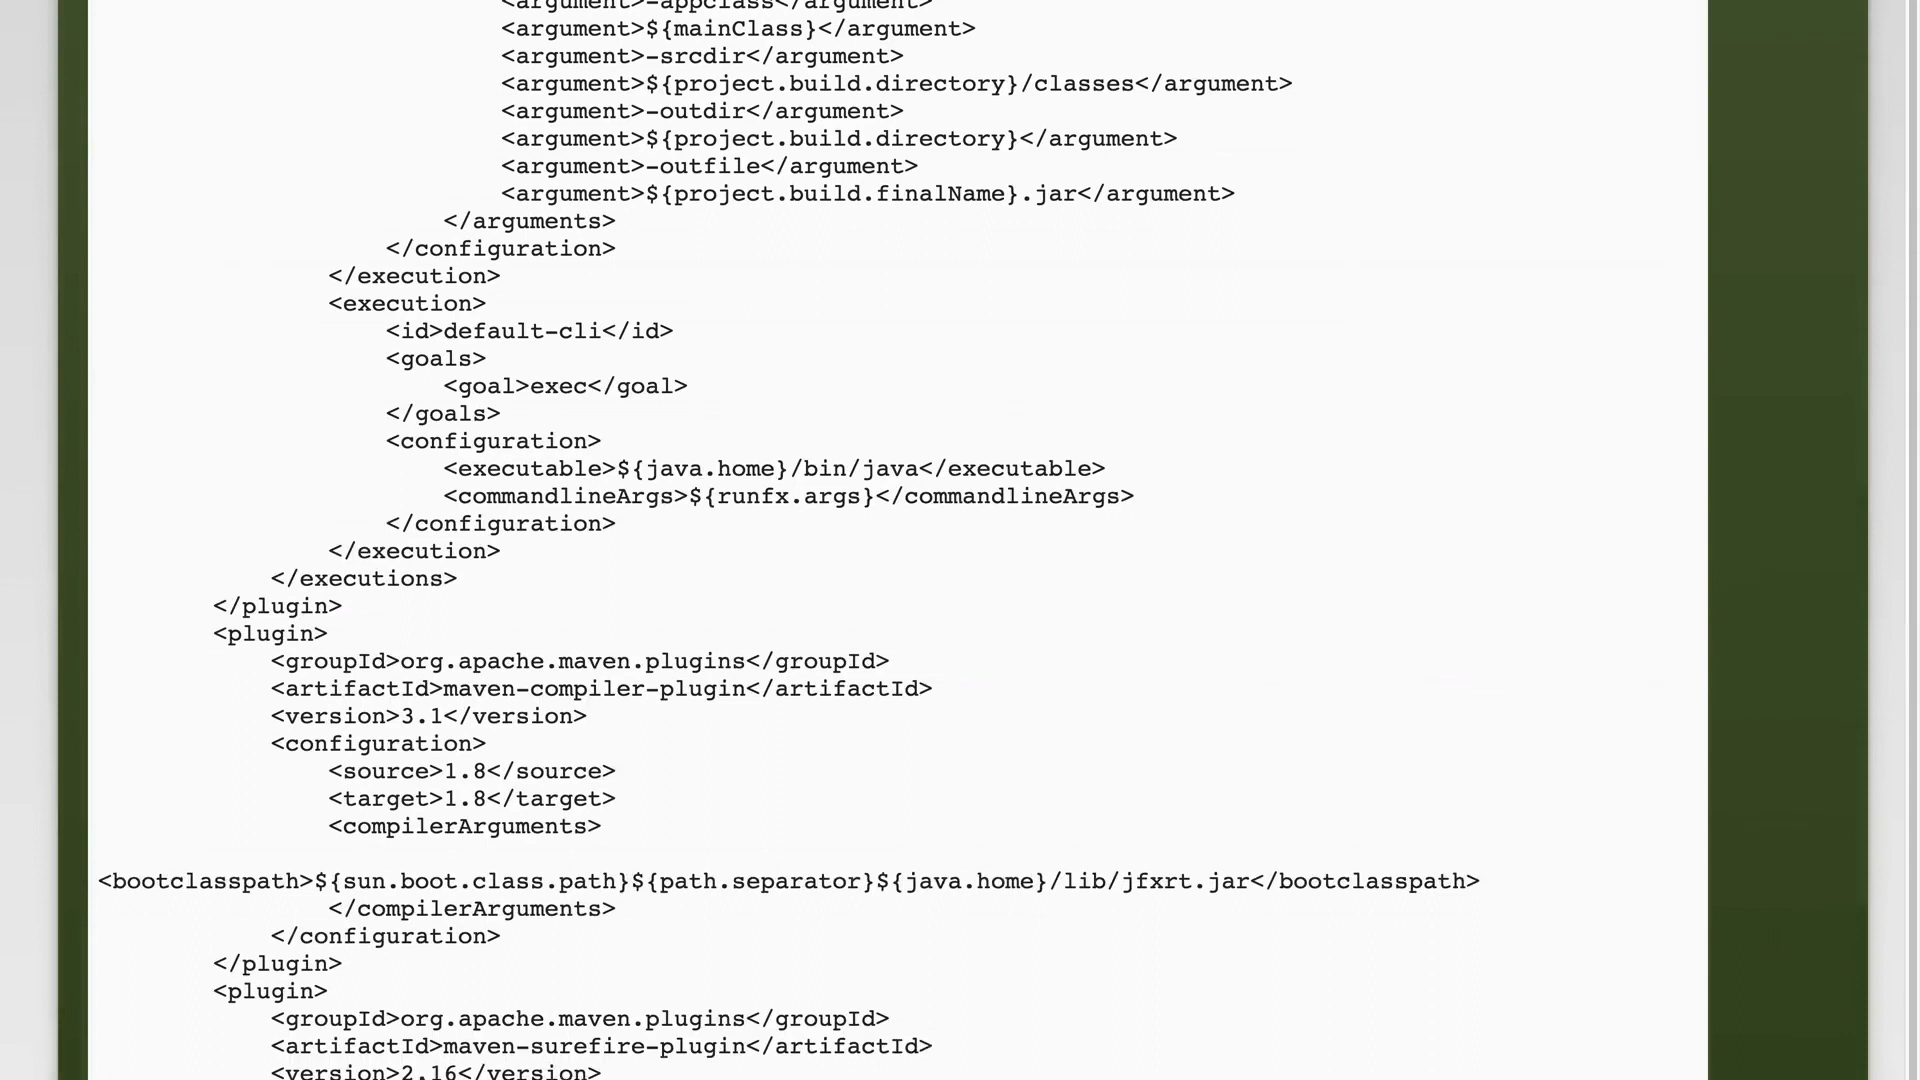 <argument>-appclass</argument>
<argument>${mainClass}</argument>
<argument>-srcdir</argument>
<argument>${project.build.directory}/classes</argument>
<argument>-outdir</argument>
<argument>${project.build.directory}</argument>
<argument>-outfile</argument>
<argument>${project.build.finalName}.jar</argument>
</arguments>
</configuration>
</execution>
<execution>
<id>default-cli</id>
<goals>
<goal>exec</goal>
</goals>
<configuration>
<executable>${java.home}/bin/java</executable>
<commandlineArgs>${runfx.args}</commandlineArgs>
</configuration>
</execution>
</executions>
</plugin>
<plugin>
<groupId>org.apache.maven.plugins</groupId>
<artifactId>maven-compiler-plugin</artifactId>
<version>3.1</version>
<configuration>
<source>1.8</source>
<target>1.8</target>
<compilerArguments>
<bootclasspath>${sun.boot.class.path}${path.separator}${java.home}/lib/jfxrt.jar</bootclasspath>
</compilerArguments>
</configuration>
</plugin>
<plugin>
<groupId>org.apache.maven.plugins</groupId>
<artifactId>maven-surefire-plugin</artifactId>
<version>2.16</version>